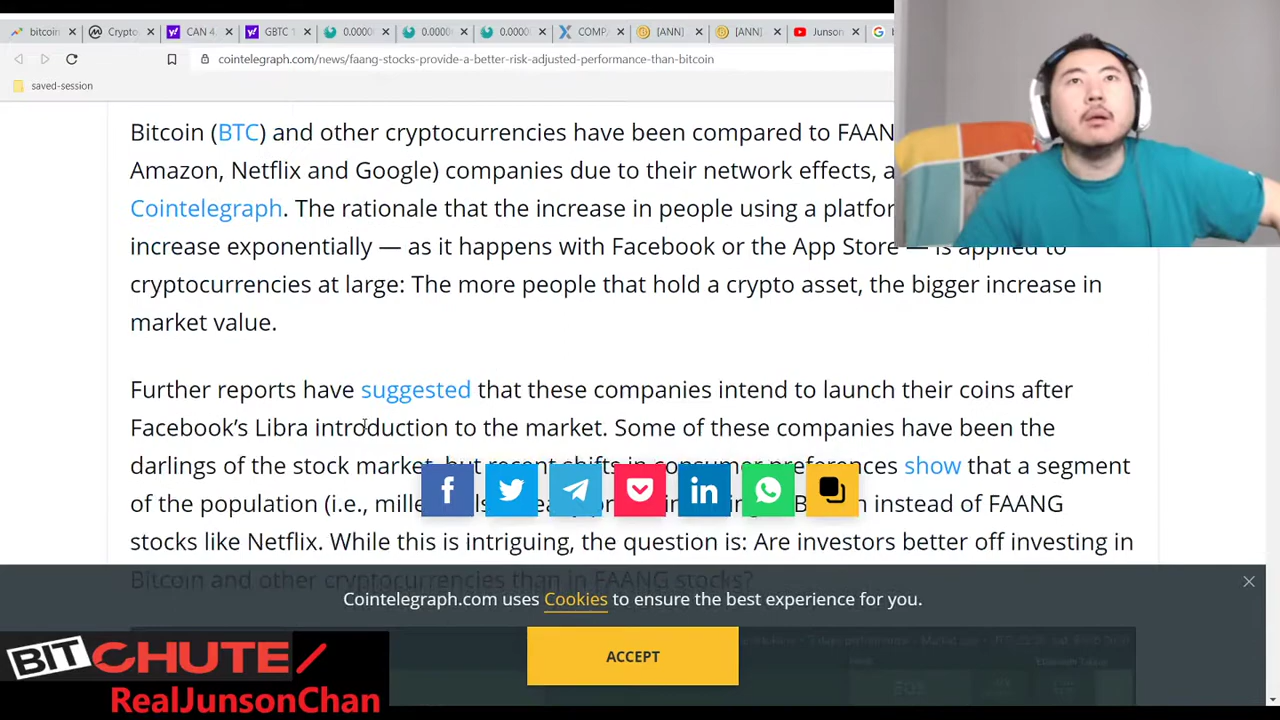 bitcoin
Crypto
CAN 4.
GBTC 1
0.0000
0.0000
0.0000
COMP
[ANN]
[ANN]
Junson
cointelegraph.com/news/faang-stocks-provide-a-better-risk-adjusted-performance-than-bitcoin
saved-session
Bitcoin (BTC) and other cryptocurrencies have been compared to FAAN
Amazon, Netflix and Google) companies due to their network effects, a
Cointelegraph. The rationale that the increase in people using a platfor
increase exponentially — as it happens with Facebook or the App Store — is applied to
cryptocurrencies at large: The more people that hold a crypto asset, the bigger increase in
market value.
Further reports have suggested that these companies intend to launch their coins after
Facebook's Libra introduction to the market. Some of these companies have been the
darlings of the stock market, but recent shifts in consumer preferences show that a segment
of the population (i.e., mille instead of FAANG
stocks like Netflix. While this is intriguing, the question is: Are investors better off investing in
Bitcoin and other cryptocurrencies than in FAANG stocks?
Cointelegraph.com uses Cookies to ensure the best experience for you.
ACCEPT
BITCHUTE/
RealJunsonChan